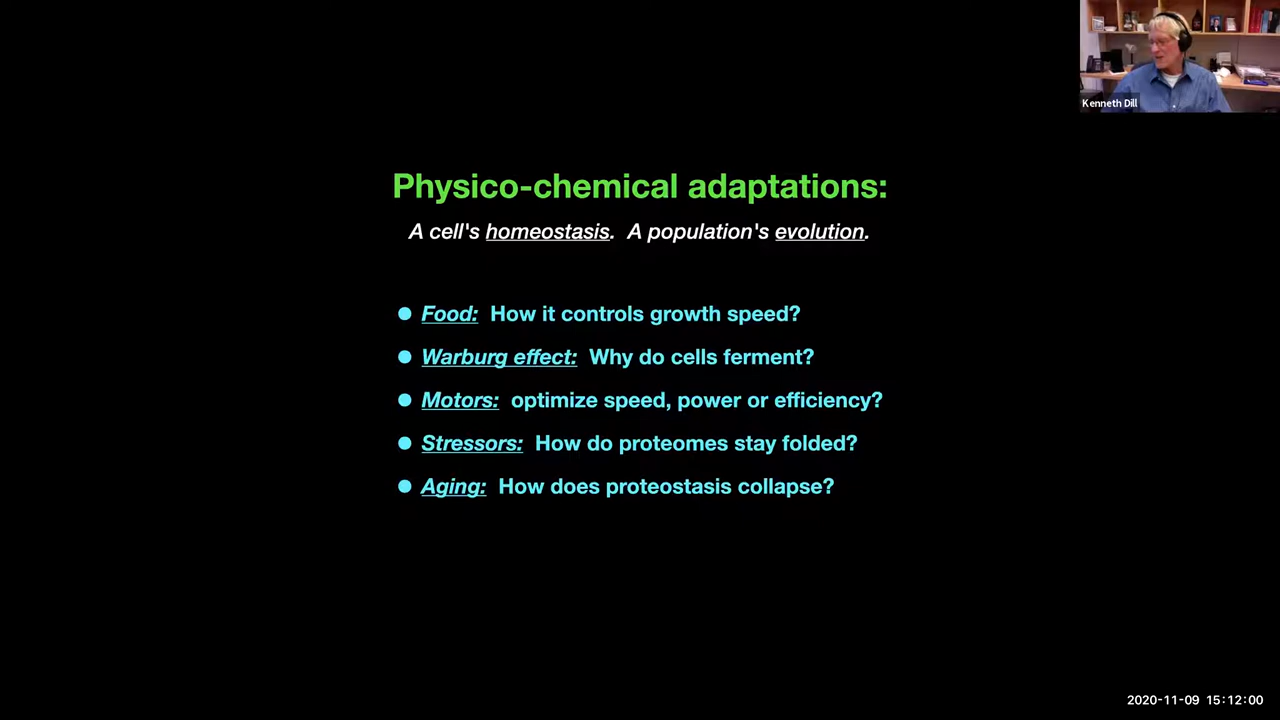 Kenneth Dill
Physico-chemical adaptations:
A cell's homeostasis. A population's evolution.
● Food: How it controls growth speed?
● Warburg effect: Why do cells ferment?
● Motors: optimize speed, power or efficiency?
● Stressors: How do proteomes stay folded?
● Aging: How does proteostasis collapse?
2020-11-09 15:12:00